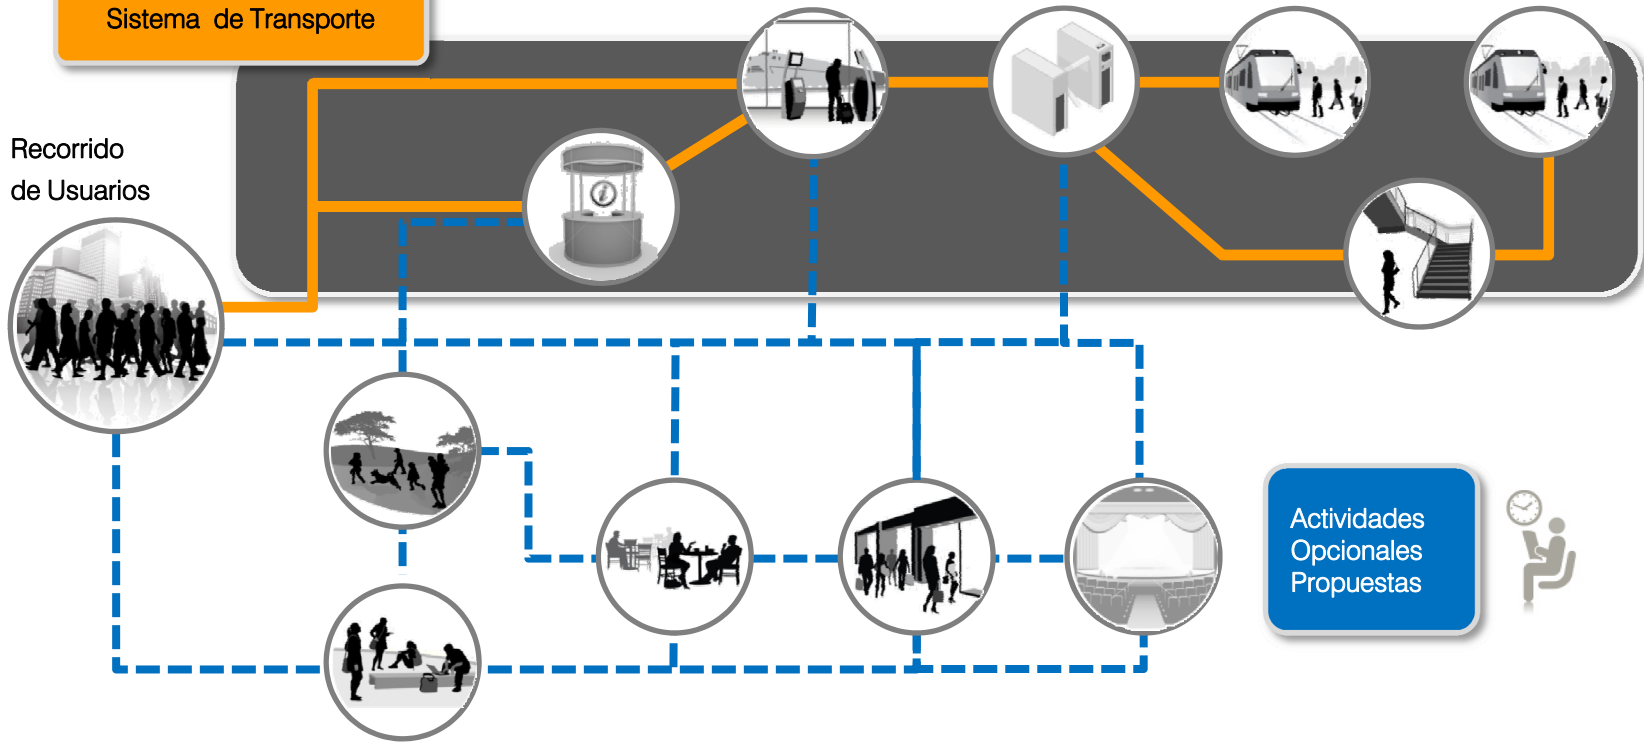 Sistema de Transporte
Recorrido
de Usuarios
i
Actividades
Opcionales
Propuestas